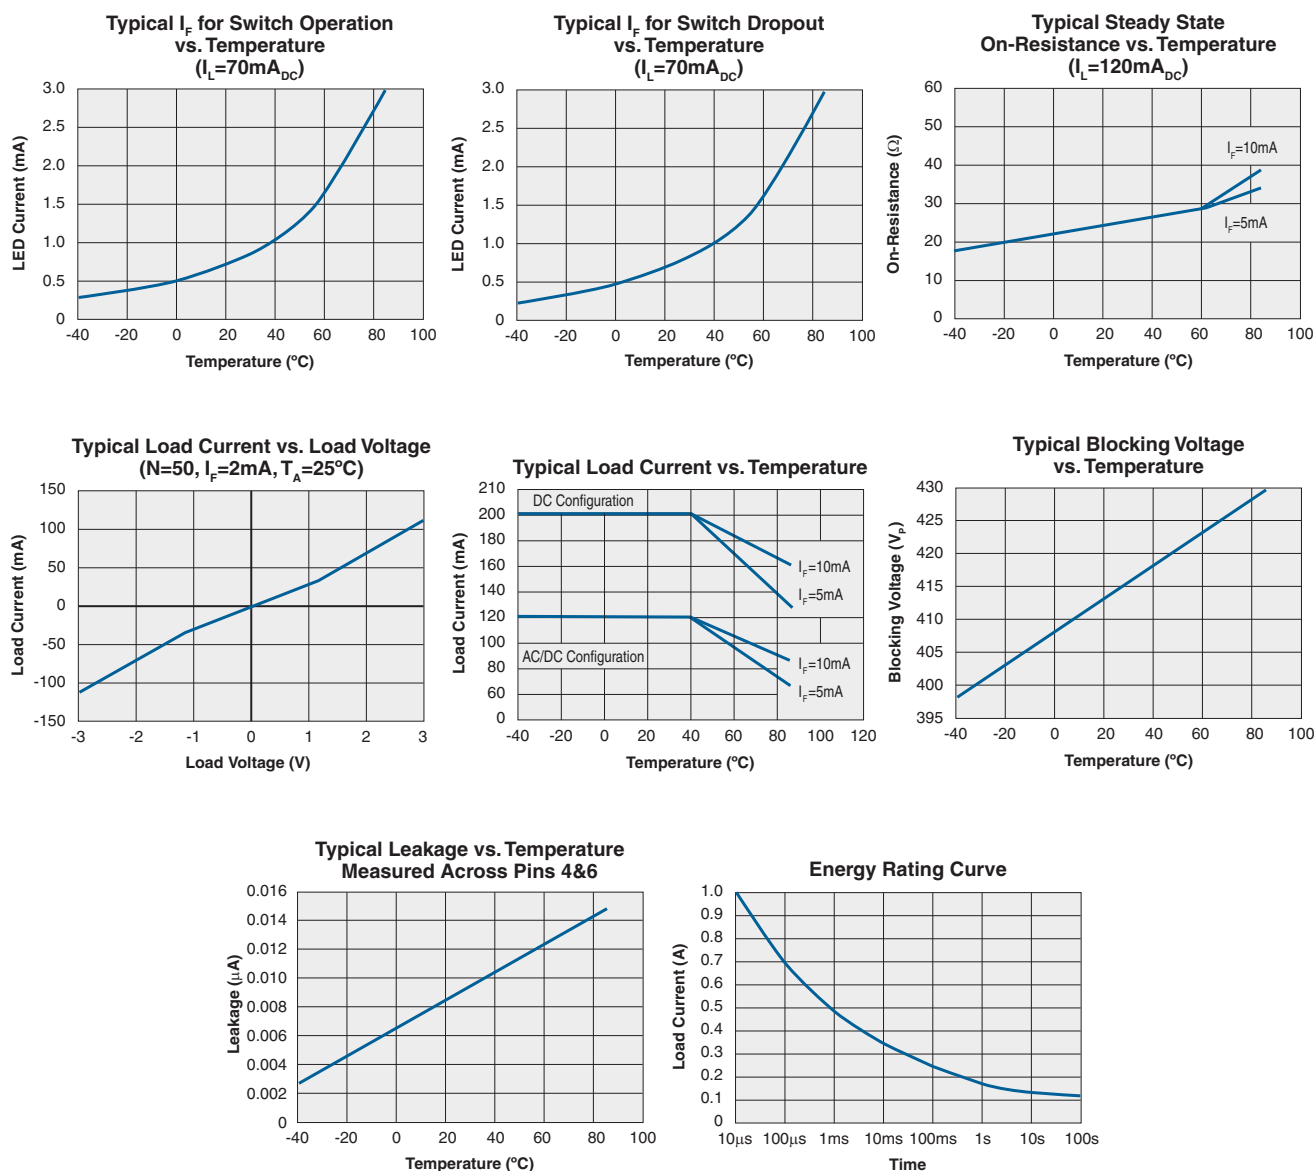 Typical IF for Switch Operation
vs. Temperature
(IL=70mADC)
LED Current (mA)
3.0
2.5
2.0
1.5
1.0
0.5
0
-40 -20 0 20 40 60 80 100
Temperature (ºC)
Typical IF for Switch Dropout
vs. Temperature
(IL=70mADC)
LED Current (mA)
3.0
2.5
2.0
1.5
1.0
0.5
0
-40 -20 0 20 40 60 80 100
Temperature (ºC)
Typical Steady State
On-Resistance vs. Temperature
(IL=120mADC)
On-Resistance (Ω)
60
50
40
30
20
10
0
IF=10mA
IF=5mA
-40 -20 0 20 40 60 80 100
Temperature (ºC)
Typical Load Current vs. Load Voltage
(N=50, IF=2mA, TA=25ºC)
Load Current (mA)
150
100
50
0
-50
-100
-150
-3 -2 -1 0 1 2 3
Load Voltage (V)
Typical Load Current vs. Temperature
Load Current (mA)
210
200
180
160
140
120
100
80
60
0
DC Configuration
IF=10mA
IF=5mA
AC/DC Configuration
IF=10mA
IF=5mA
-40 -20 0 20 40 60 80 100 120
Temperature (ºC)
Typical Blocking Voltage
vs. Temperature
Blocking Voltage (VP)
430
425
420
415
410
405
400
395
-40 -20 0 20 40 60 80 100
Temperature (ºC)
Typical Leakage vs. Temperature
Measured Across Pins 4&6
Leakage (μA)
0.016
0.014
0.012
0.010
0.008
0.006
0.004
0.002
0
-40 -20 0 20 40 60 80 100
Temperature (ºC)
Energy Rating Curve
Load Current (A)
1.0
0.9
0.8
0.7
0.6
0.5
0.4
0.3
0.2
0.1
0
10μs 100μs 1ms 10ms 100ms 1s 10s 100s
Time